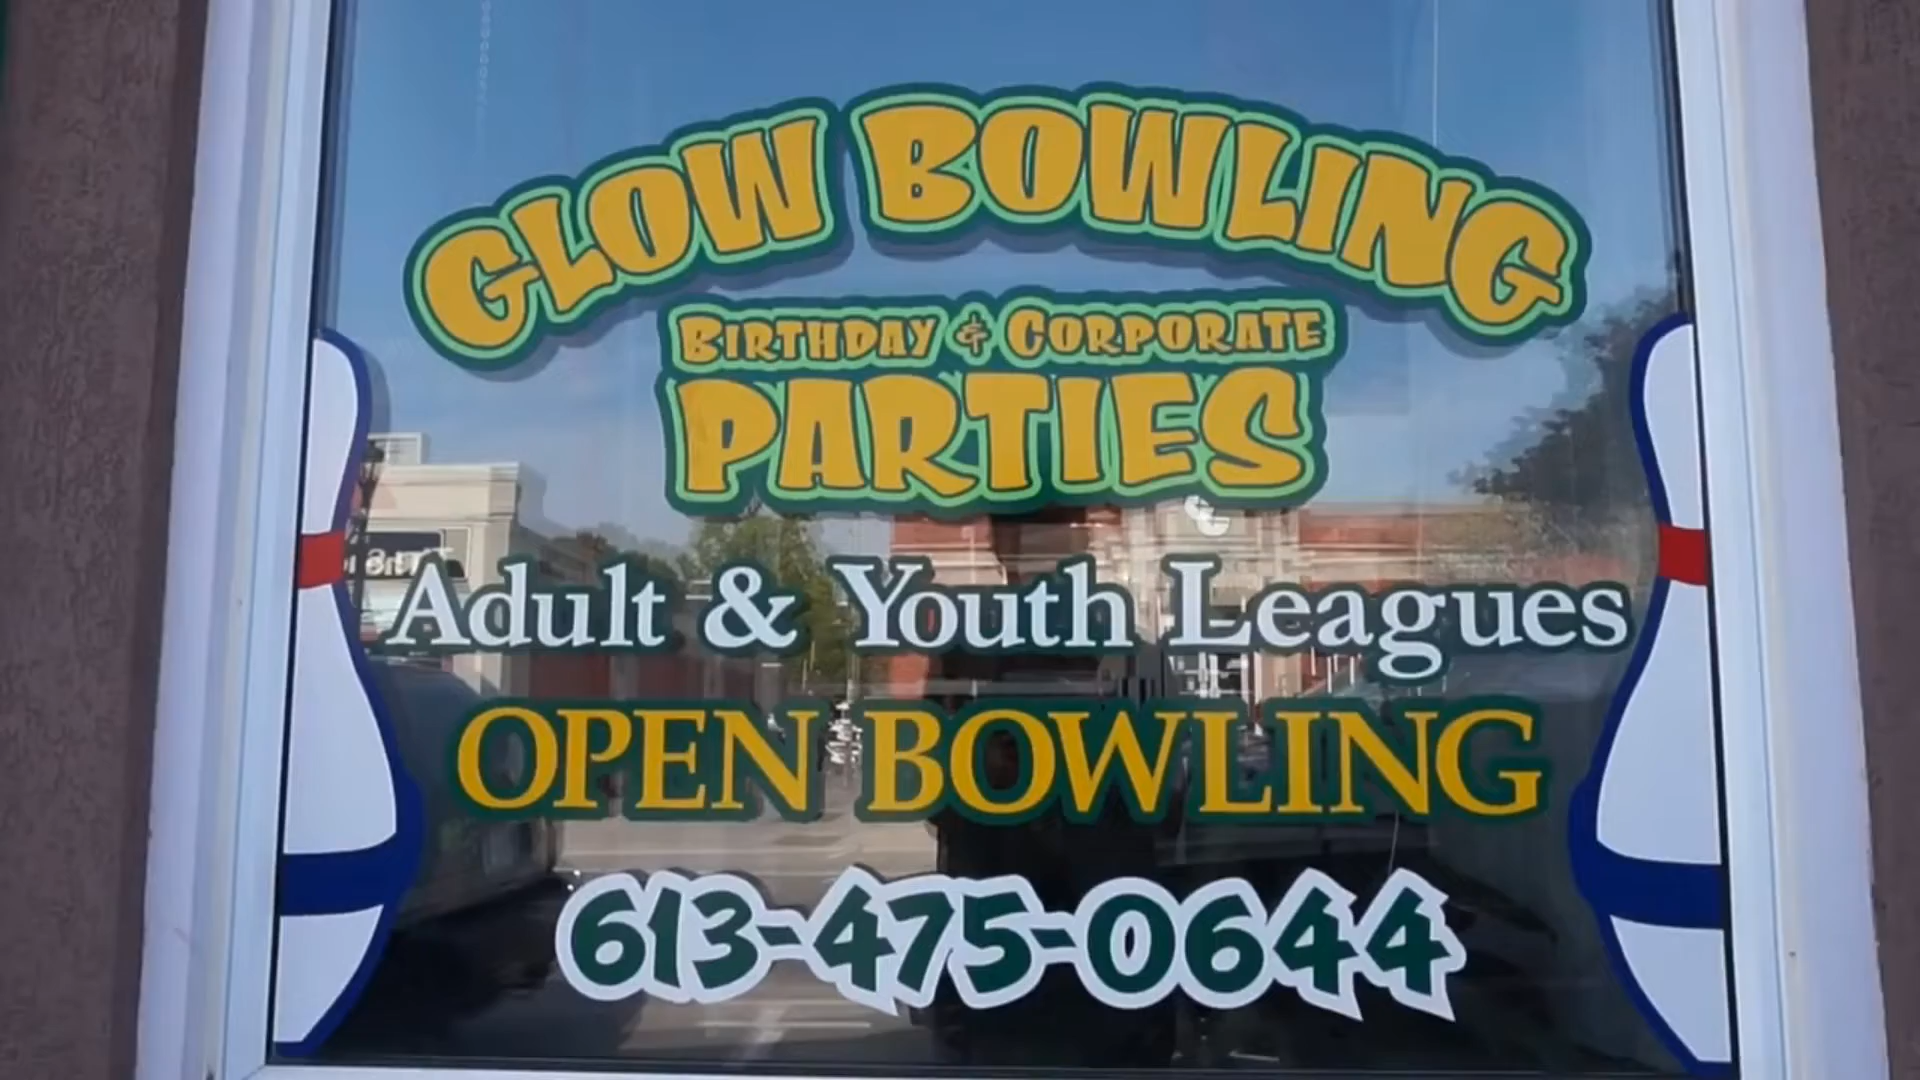 GLOW BOWLING
BIRTHDAY & CORPORATE
PARTIES
Adult & Youth Leagues
OPEN BOWLING
613-475-0644